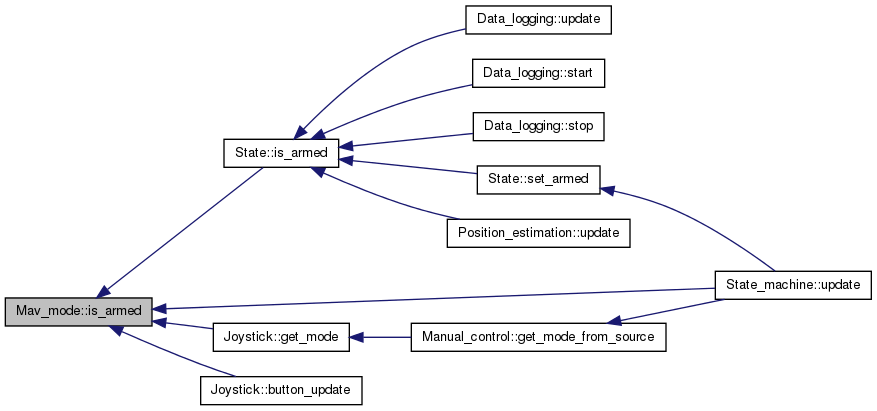 Data_logging::update
Data_logging::start
Data_logging::stop
State::is_armed
State::set_armed
Position_estimation::update
State_machine::update
Mav_mode::is_armed
Joystick::get_mode
Manual_control::get_mode_from_source
Joystick::button_update